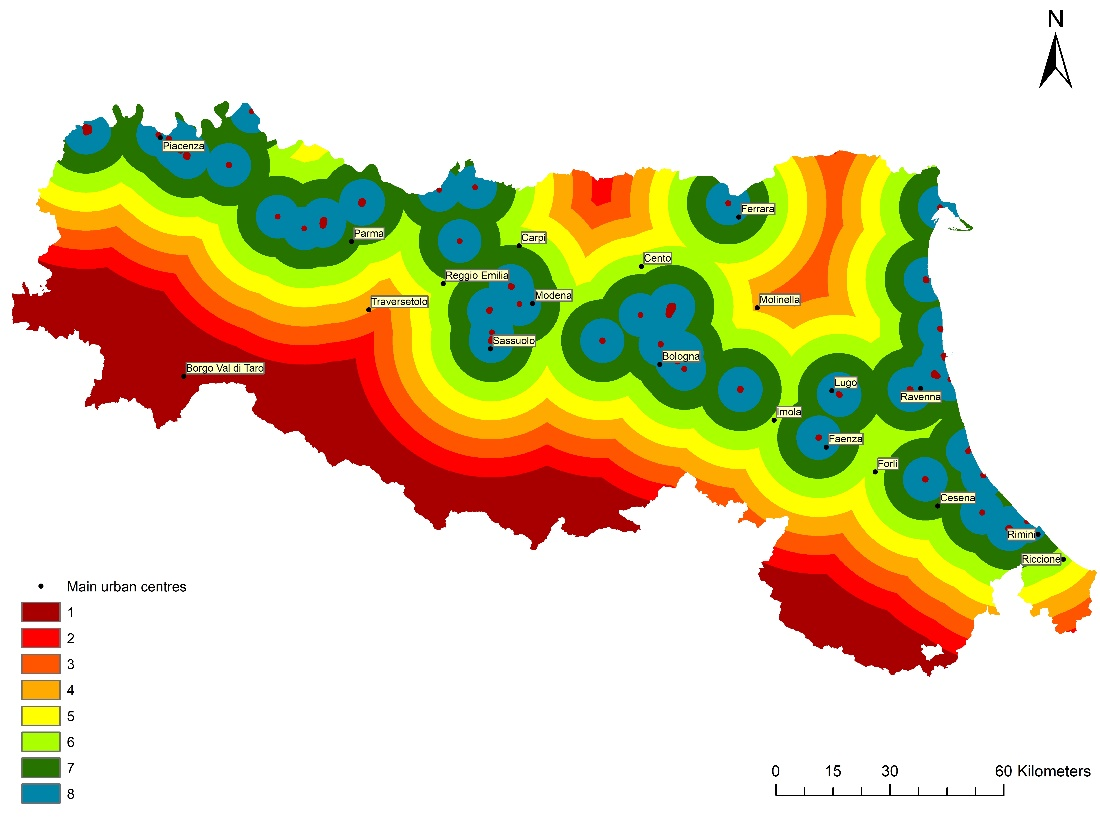 N
Piacenza
Ferrara
Parma
Carpi
Cento
Reggio Emilia
Modena
Traversetolo
Molinella
Sassuolo
Bologna
Borgo Val di Taro
Lugo
Ravenna
Imola
Faenza
Forlì
Cesena
Rimini
Riccione
Main urban centres
1
2
3
4
5
6
7
8
0 15 30 60 Kilometers